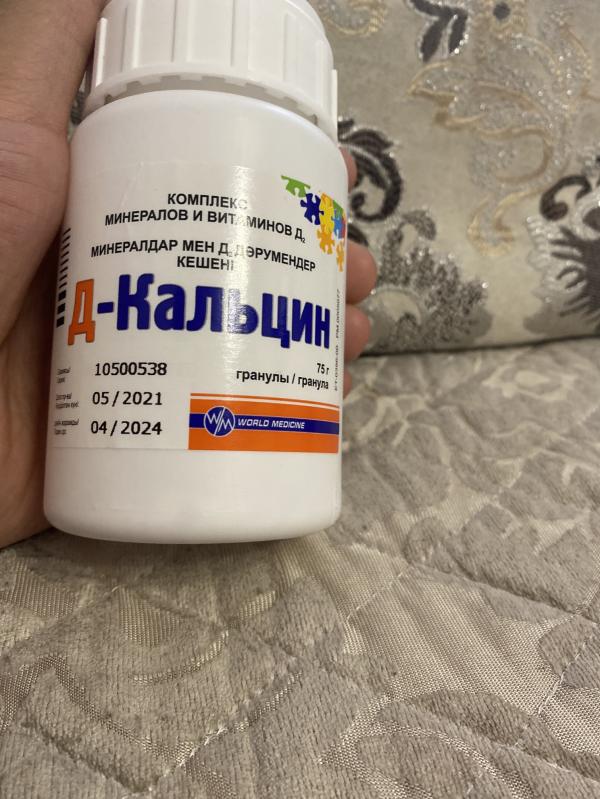 КОМПЛЕКС
МИНЕРАЛОВ И ВИТАМИНОВ Д₂
МИНЕРАЛДАР МЕН Д₂ ДӘРУМЕНДЕР
КЕШЕНІ
Д-Кальцин
75 г
гранулы / гранула
10500538
05 / 2021
04 / 2024
WM WORLD MEDICINE